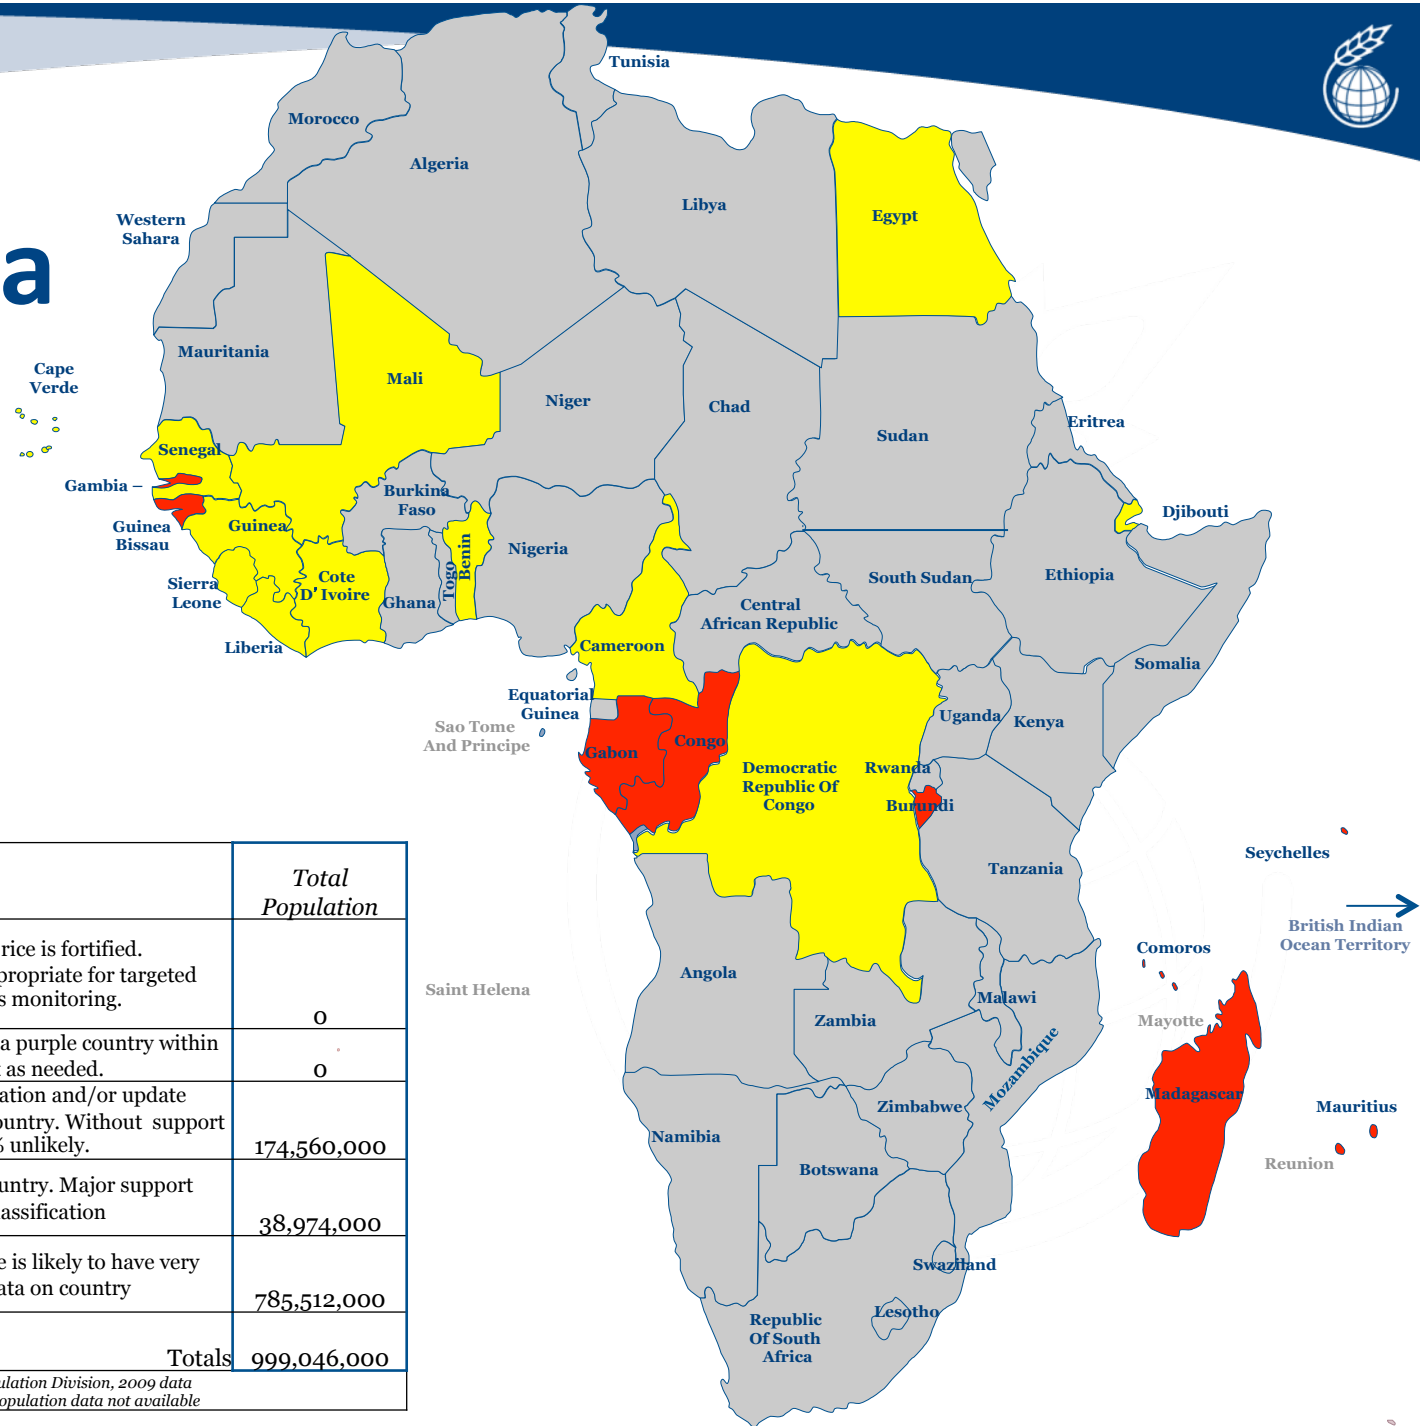 a
Tunisia
Morocco
Algeria
Libya
Egypt
Western
Sahara
Mauritania
Cape
Verde
Mali
Niger
Chad
Sudan
Eritrea
Senegal
Gambia –
Burkina
Faso
Guinea
Bissau
Guinea
Nigeria
Benin
Togo
Djibouti
Sierra
Leone
Cote
D'Ivoire
Ghana
South Sudan
Ethiopia
Central
African Republic
Liberia
Cameroon
Somalia
Equatorial
Guinea
Sao Tome
And Principe
Gabon
Congo
Uganda
Kenya
Democratic
Republic Of
Congo
Rwanda
Burundi
Tanzania
Seychelles
British Indian
Ocean Territory
Comoros
Saint Helena
Angola
Zambia
Malawi
Mayotte
Mozambique
Madagascar
Zimbabwe
Mauritius
Namibia
Botswana
Reunion
Swaziland
Lesotho
Republic
Of South
Africa
Total
Population
rice is fortified.
propriate for targeted
s monitoring.
0
a purple country within
t as needed.
0
ation and/or update
ountry. Without support
% unlikely.
174,560,000
untry. Major support
lassification
38,974,000
e is likely to have very
ata on country
785,512,000
Totals 999,046,000
ulation Division, 2009 data
opulation data not available